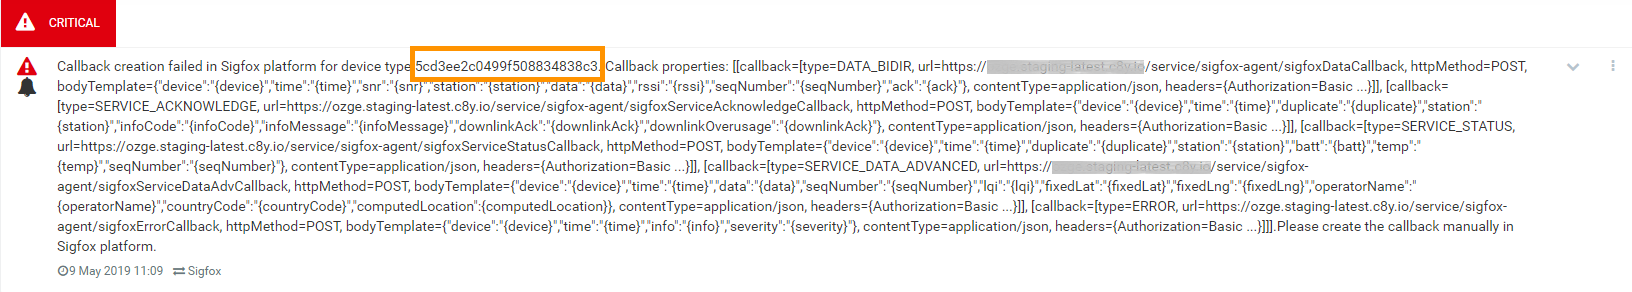 CRITICAL
Callback creation failed in Sigfox platform for device type 5cd3ee2c0499f508834838c3. Callback properties: [[callback=[type=DATA_BIDIR, url=https:// /service/sigfox-agent/sigfoxDataCallback, httpMethod=POST,
bodyTemplate={"device":"{device}","time":"{time}","snr":"{snr}","station":"{station}","data":"{data}","rssi":"{rssi}","seqNumber":"{seqNumber}","ack":"{ack}"}, contentType=application/json, headers={Authorization=Basic ...}]], [callback=
[type=SERVICE_ACKNOWLEDGE, url=https://ozge.staging-latest.c8y.io/service/sigfox-agent/sigfoxServiceAcknowledgeCallback, httpMethod=POST, bodyTemplate={"device":"{device}","time":"{time}","duplicate":"{duplicate}","station":"
{station}","infoCode":"{infoCode}","infoMessage":"{infoMessage}","downlinkAck":"{downlinkAck}","downlinkOverusage":"{downlinkAck}"}, contentType=application/json, headers={Authorization=Basic ...}]], [callback=[type=SERVICE_STATUS,
url=https://ozge.staging-latest.c8y.io/service/sigfox-agent/sigfoxServiceStatusCallback, httpMethod=POST, bodyTemplate={"device":"{device}","time":"{time}","duplicate":"{duplicate}","station":"{station}","batt":"{batt}","temp":"
{temp}","seqNumber":"{seqNumber}"}, contentType=application/json, headers={Authorization=Basic ...}]], [callback=[type=SERVICE_DATA_ADVANCED, url=https:// /service/sigfox-
agent/sigfoxServiceDataAdvCallback, httpMethod=POST, bodyTemplate={"device":"{device}","time":"{time}","data":"{data}","seqNumber":"{seqNumber}","lqi":"{lqi}","fixedLat":"{fixedLat}","fixedLng":"{fixedLng}","operatorName":"
{operatorName}","countryCode":"{countryCode}","computedLocation":{computedLocation}}, contentType=application/json, headers={Authorization=Basic ...}]], [callback=[type=ERROR, url=https://ozge.staging-latest.c8y.io/service/sigfox-
agent/sigfoxErrorCallback, httpMethod=POST, bodyTemplate={"device":"{device}","time":"{time}","info":"{info}","severity":"{severity}"}, contentType=application/json, headers={Authorization=Basic ...}]]].Please create the callback manually in
Sigfox platform.
9 May 2019 11:09 Sigfox